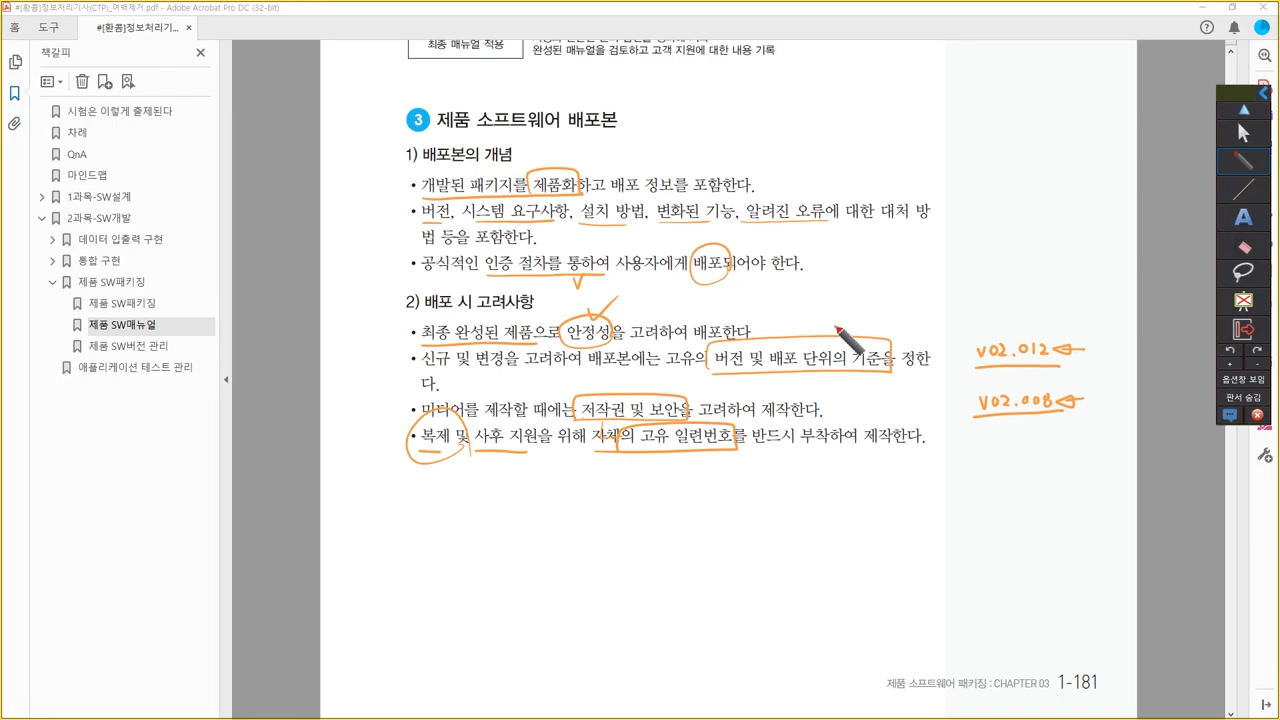 #[환콤]정보처리기사(CTP)_여백제거.pdf - Adobe Acrobat Pro DC (32-bit)
홈
도구
#[환콤]정보처리기...
책갈피
시험은 이렇게 출제된다
차례
QnA
마인드맵
1과목-SW설계
2과목-SW개발
데이터 입출력 구현
통합 구현
제품 SW패키징
제품 SW패키징
제품 SW매뉴얼
제품 SW버전 관리
애플리케이션 테스트 관리
최종 매뉴얼 적용
완성된 매뉴얼을 검토하고 고객 지원에 대한 내용 기록
3 제품 소프트웨어 배포본
1) 배포본의 개념
• 개발된 패키지를 제품화하고 배포 정보를 포함한다.
• 버전, 시스템 요구사항, 설치 방법, 변화된 기능, 알려진 오류에 대한 대처 방
법 등을 포함한다.
• 공식적인 인증 절차를 통하여 사용자에게 배포되어야 한다.
2) 배포 시 고려사항
• 최종 완성된 제품으로 안정성을 고려하여 배포한다.
• 신규 및 변경을 고려하여 배포본에는 고유의 버전 및 배포 단위의 기준을 정한
다.
• 미디어를 제작할 때에는 저작권 및 보안을 고려하여 제작한다.
• 복제 및 사후 지원을 위해 자체의 고유 일련번호를 반드시 부착하여 제작한다.
v02.012
v02.008
제품 소프트웨어 패키징 : CHAPTER 03 1-181
A
옵션창 보임
판서 숨김